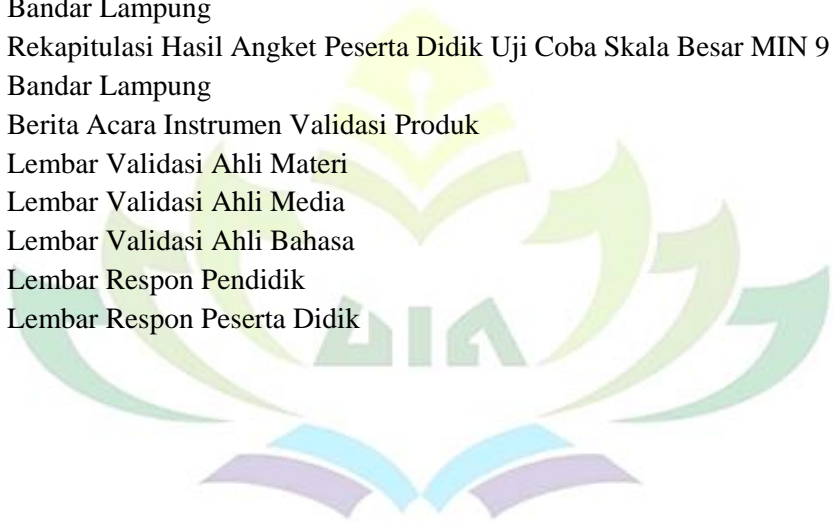 Bandar Lampung
Rekapitulasi Hasil Angket Peserta Didik Uji Coba Skala Besar MIN 9
Bandar Lampung
Berita Acara Instrumen Validasi Produk
Lembar Validasi Ahli Materi
Lembar Validasi Ahli Media
Lembar Validasi Ahli Bahasa
Lembar Respon Pendidik
Lembar Respon Peserta Didik